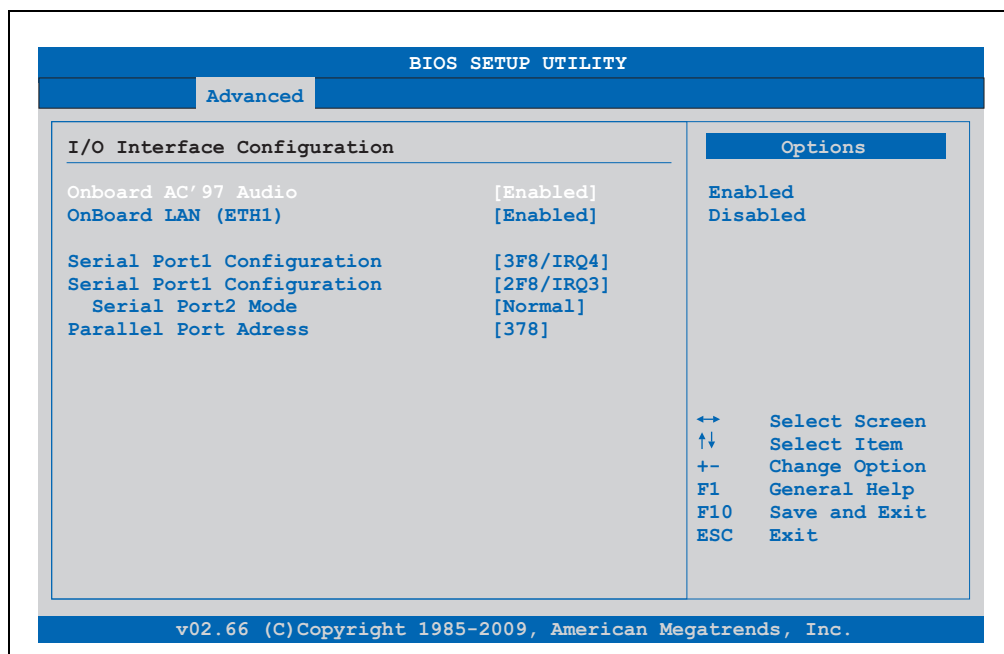 BIOS SETUP UTILITY
Advanced
I/O Interface Configuration
Onboard AC'97 Audio [Enabled]
OnBoard LAN (ETH1) [Enabled]
Serial Port1 Configuration [3F8/IRQ4]
Serial Port1 Configuration [2F8/IRQ3]
Serial Port2 Mode [Normal]
Parallel Port Adress [378]
Options
Enabled
Disabled
↔ Select Screen
↑↓ Select Item
+- Change Option
F1 General Help
F10 Save and Exit
ESC Exit
v02.66 (C)Copyright 1985-2009, American Megatrends, Inc.